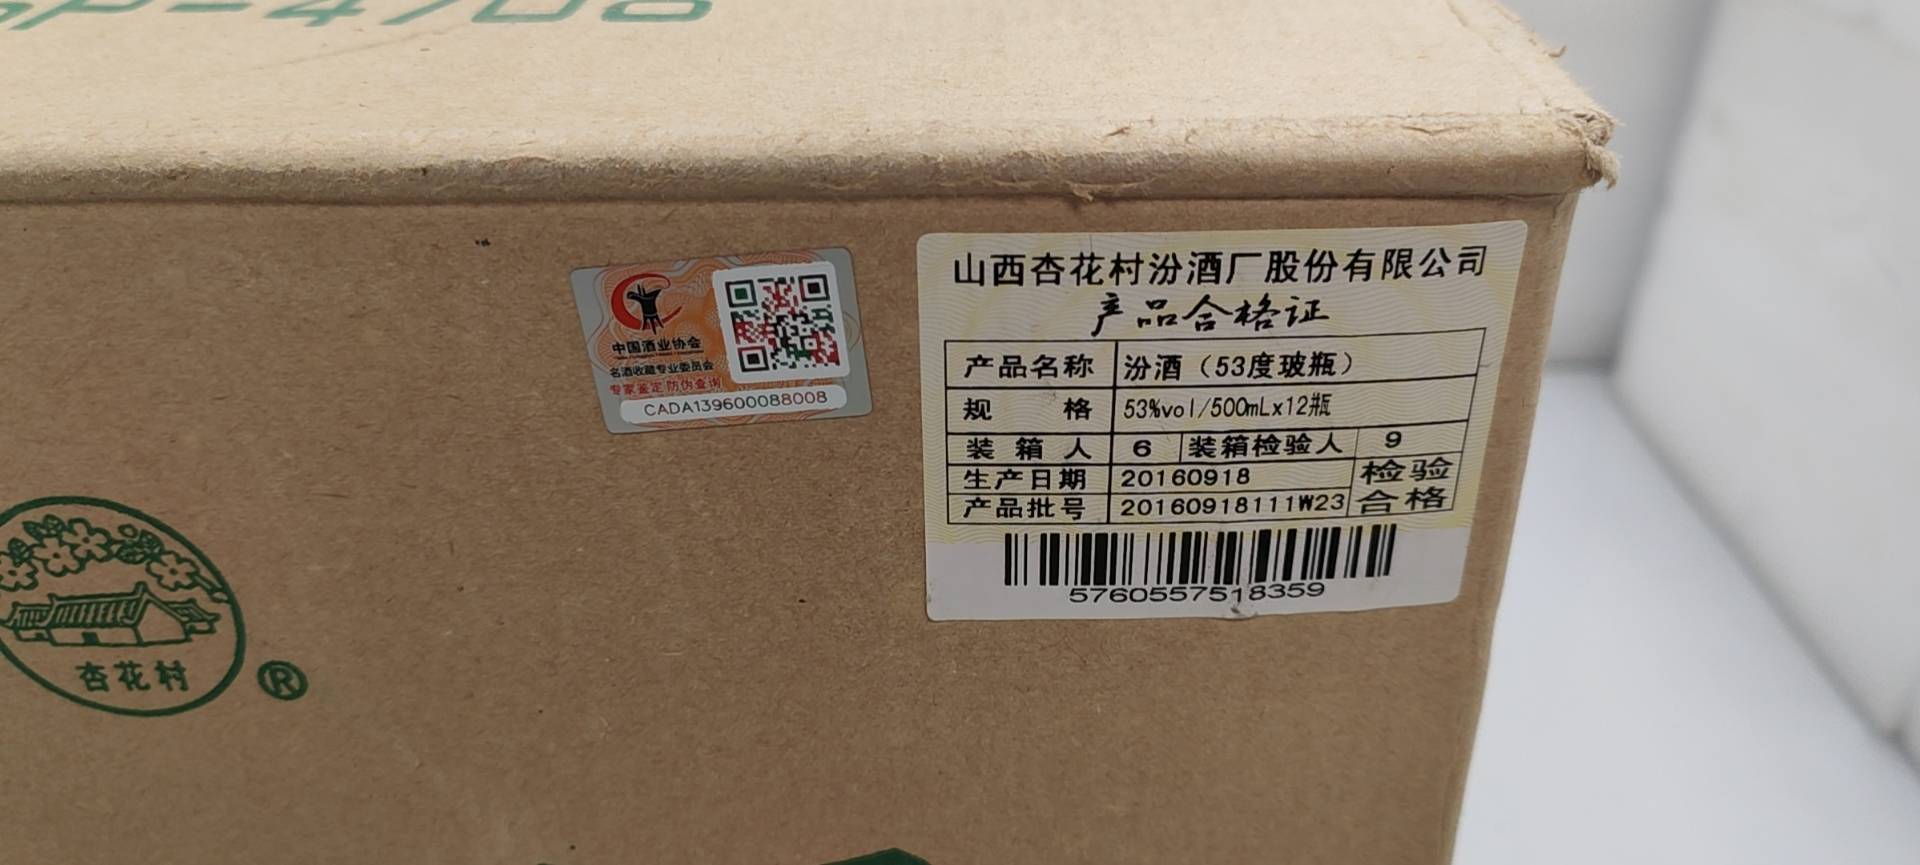 中国酒业协会
名酒收藏专业委员会
专家鉴定 防伪查询
CADA139600088008
山西杏花村汾酒厂股份有限公司
产品合格证
产品名称 汾酒（53度玻瓶）
规 格 53%vol/500mLx12瓶
装箱人 6 装箱检验人 9
生产日期 20160918 检验
产品批号 20160918111W23 合格
5760557518359
杏花村 ®